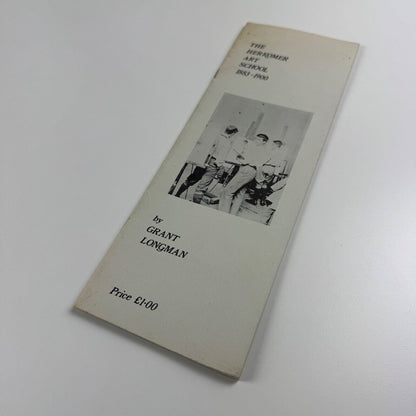 THE
HERKOMER
ART
SCHOOL
1883-1900
by
GRANT
LONGMAN
Price £1·00